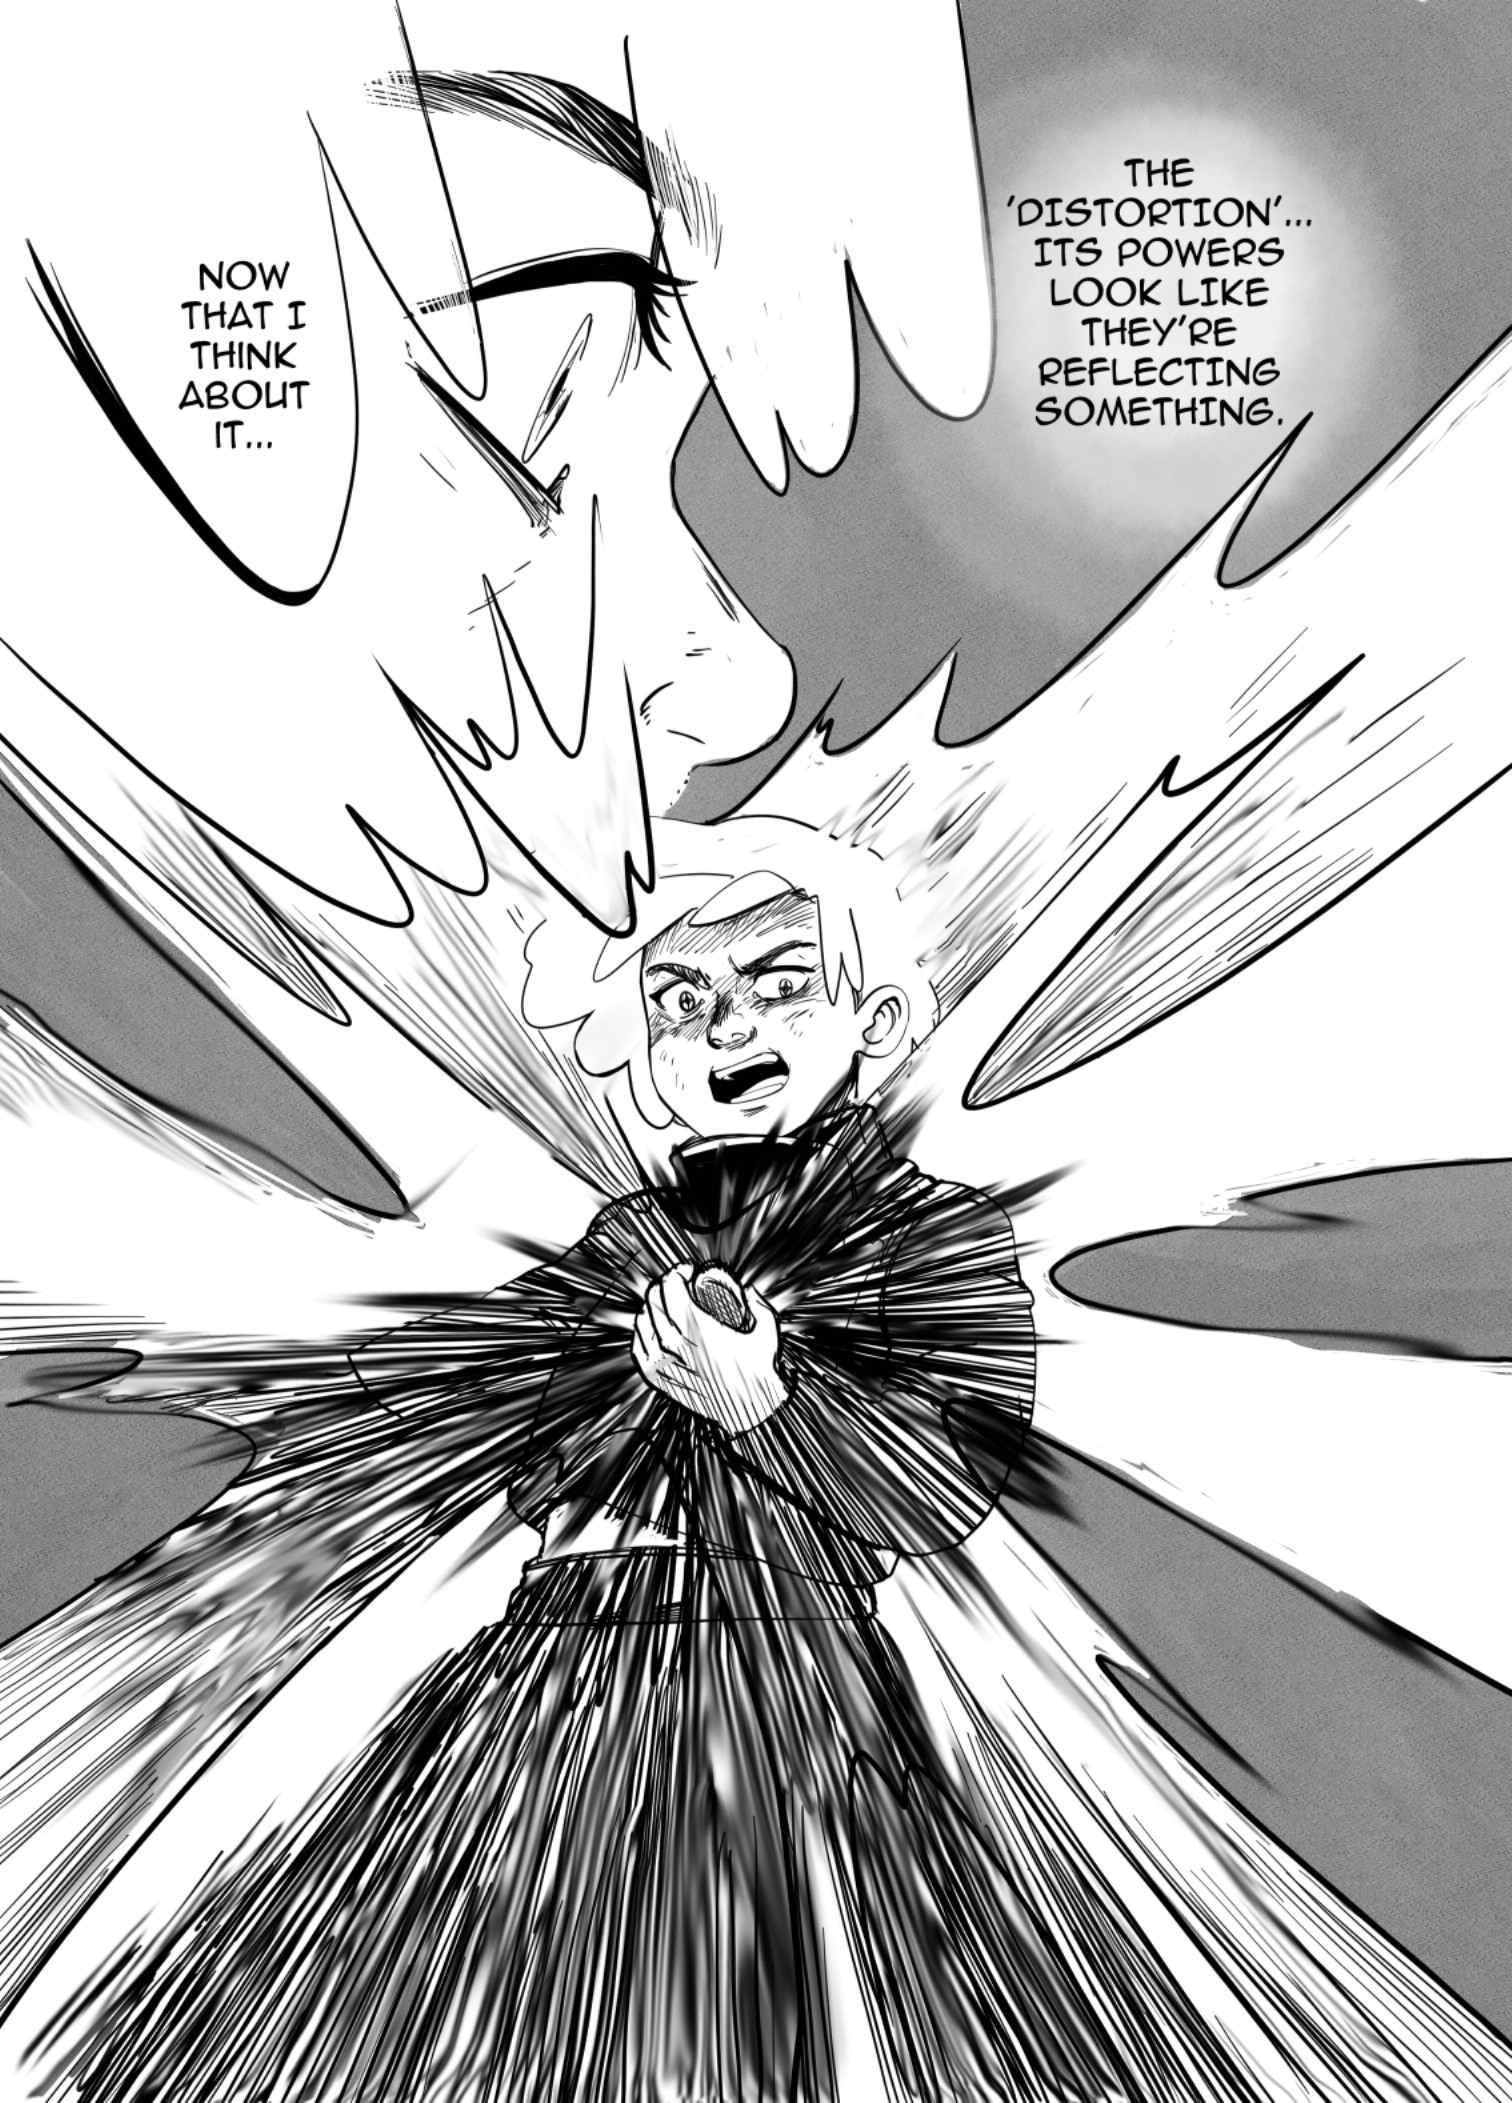 NOW
THAT I
THINK
ABOUT
IT...
THE
'DISTORTION'...
ITS POWERS
LOOK LIKE
THEY'RE
REFLECTING
SOMETHING.